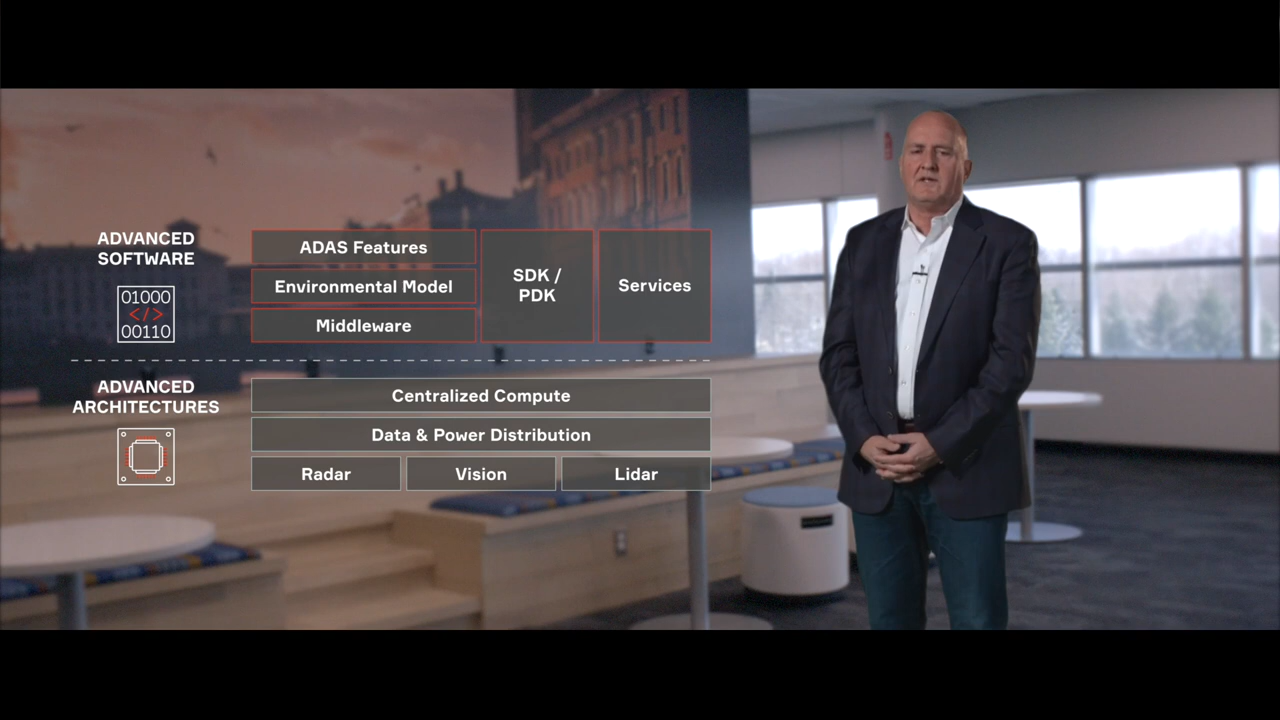 ADVANCED
SOFTWARE
01000
</>
00110
ADAS Features
Environmental Model
Middleware
SDK /
PDK
Services
ADVANCED
ARCHITECTURES
Centralized Compute
Data & Power Distribution
Radar
Vision
Lidar